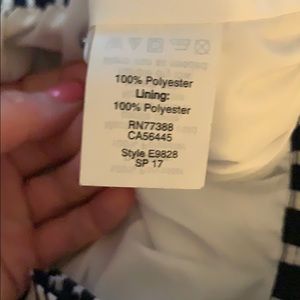 100% Polyester
Lining:
100% Polyester
RN77388
CA56445
Style E9828
SP 17